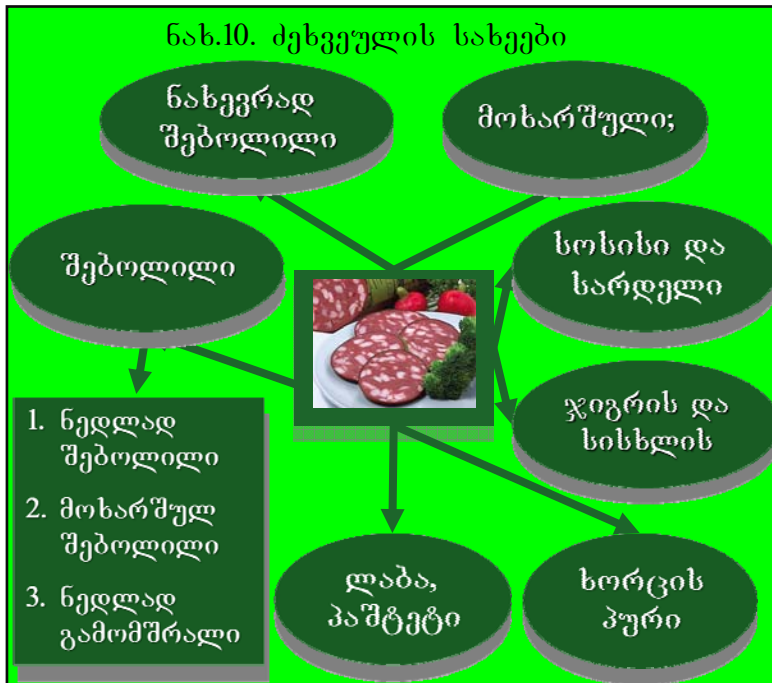 ნახ.10. ძეხვეულის სახეები
ნახევრად
შებოლილი
მოხარშული;
შებოლილი
სოსისი და
სარდელი
ჯიგრის და
სისხლის
1. ნედლად
შებოლილი
2. მოხარშულ
შებოლილი
3. ნედლად
გამომშრალი
ლაბა,
პაშტეტი
ხორცის
პური